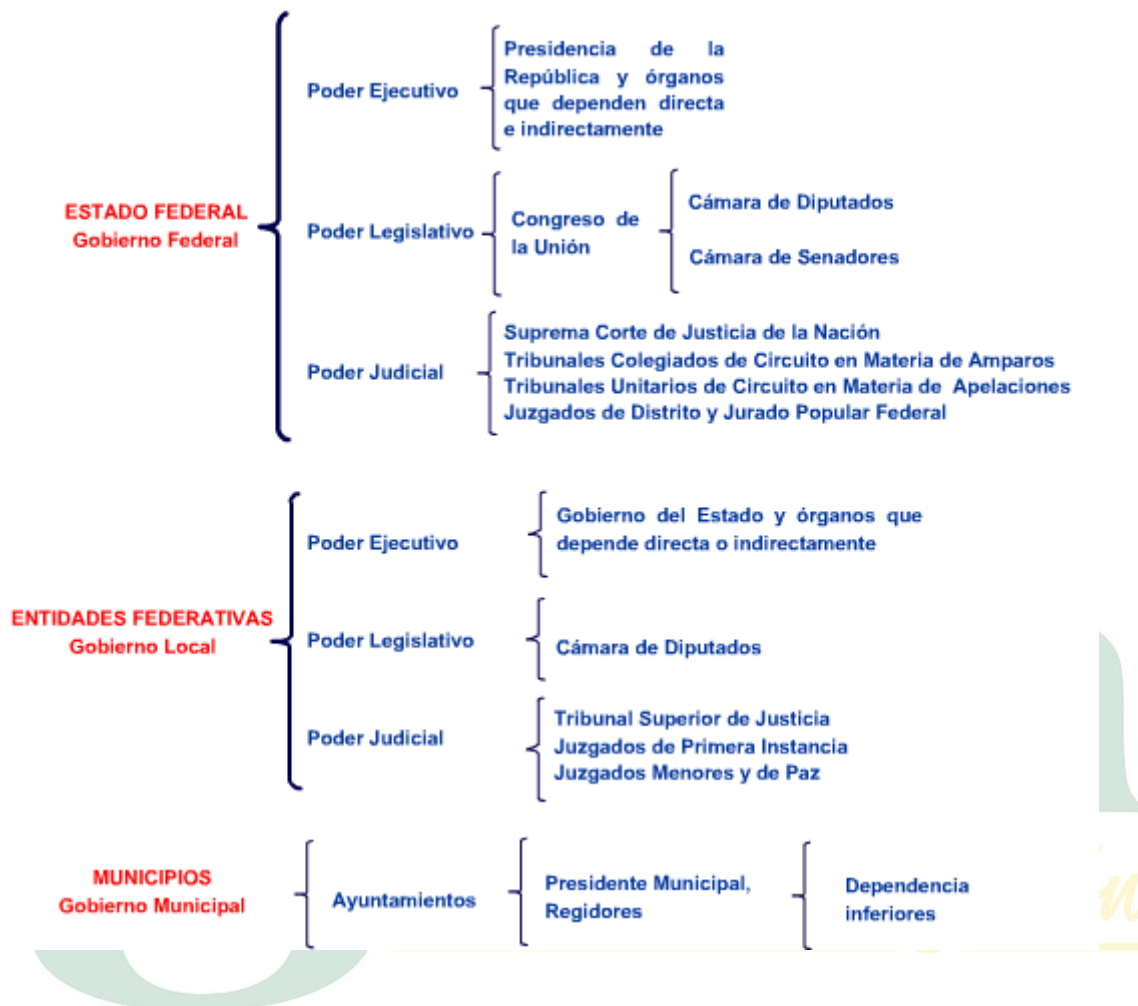 Presidencia de la
República y órganos
que dependen directa
e indirectamente
Poder Ejecutivo
ESTADO FEDERAL
Gobierno Federal
Poder Legislativo
Congreso de
la Unión
Cámara de Diputados
Cámara de Senadores
Poder Judicial
Suprema Corte de Justicia de la Nación
Tribunales Colegiados de Circuito en Materia de Amparos
Tribunales Unitarios de Circuito en Materia de Apelaciones
Juzgados de Distrito y Jurado Popular Federal
ENTIDADES FEDERATIVAS
Gobierno Local
Poder Ejecutivo
Gobierno del Estado y órganos que
depende directa o indirectamente
Poder Legislativo
Cámara de Diputados
Poder Judicial
Tribunal Superior de Justicia
Juzgados de Primera Instancia
Juzgados Menores y de Paz
MUNICIPIOS
Gobierno Municipal
Ayuntamientos
Presidente Municipal,
Regidores
Dependencia
inferiores